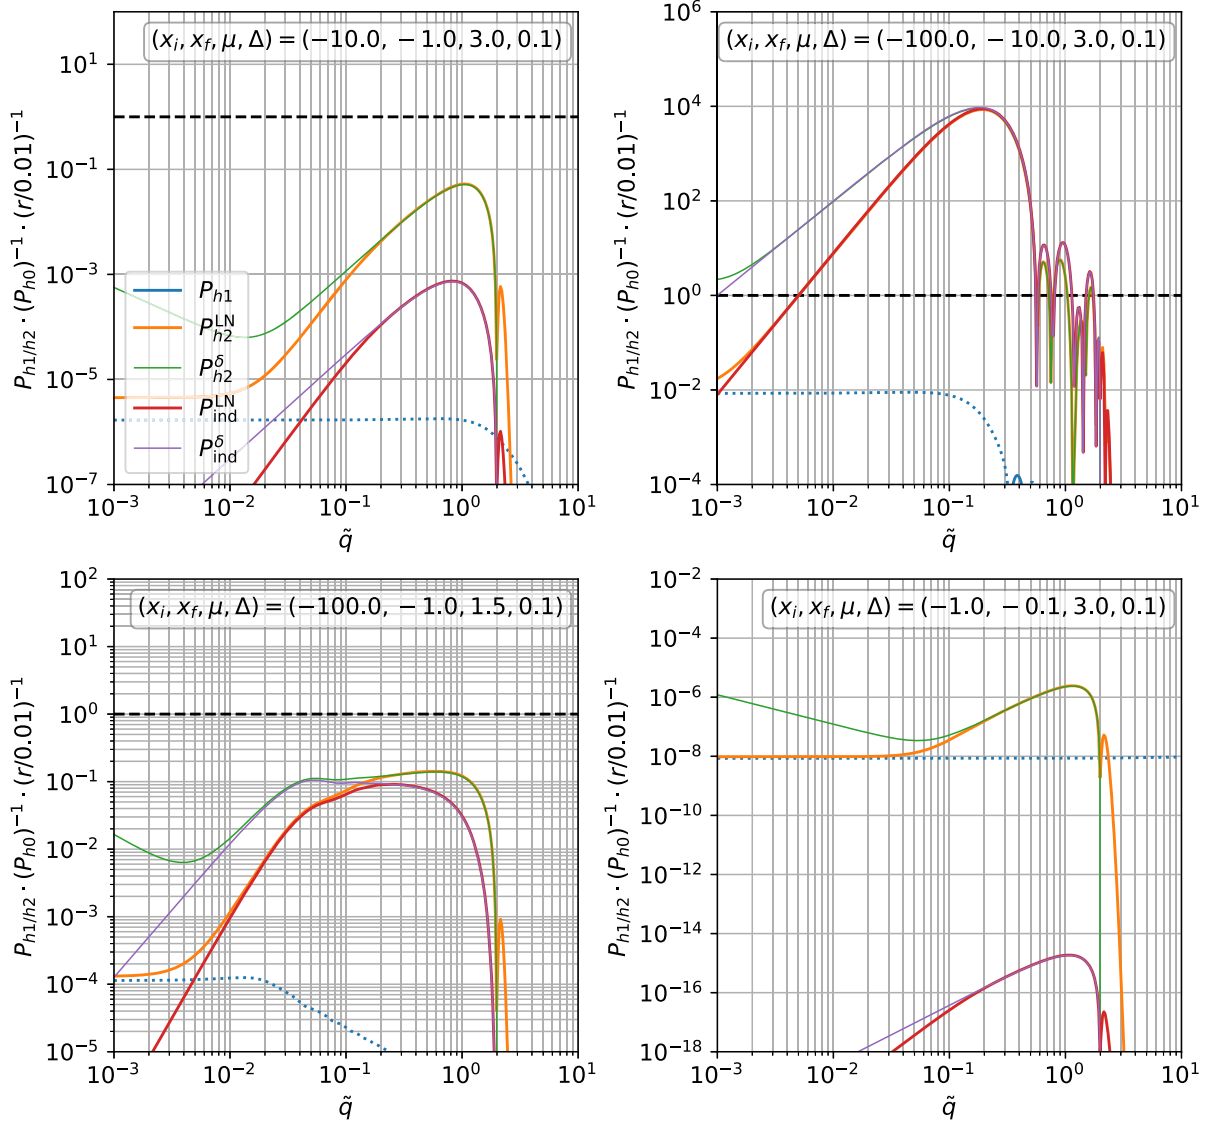 (x_i, x_f, μ, Δ) = (−10.0, −1.0, 3.0, 0.1)
10^1
10^{-1}
10^{-3}
10^{-5}
10^{-7}
P_{h1/h2} · (P_{h0})^{-1} · (r/0.01)^{-1}
P_{h1}
P_{h2}^{LN}
P_{h2}^{δ}
P_{ind}^{LN}
P_{ind}^{δ}
10^{-3} 10^{-2} 10^{-1} 10^0 10^1
q̃
(x_i, x_f, μ, Δ) = (−100.0, −10.0, 3.0, 0.1)
10^6
10^4
10^2
10^0
10^{-2}
10^{-4}
P_{h1/h2} · (P_{h0})^{-1} · (r/0.01)^{-1}
10^{-3} 10^{-2} 10^{-1} 10^0 10^1
q̃
(x_i, x_f, μ, Δ) = (−100.0, −1.0, 1.5, 0.1)
10^2
10^1
10^0
10^{-1}
10^{-2}
10^{-3}
10^{-4}
10^{-5}
P_{h1/h2} · (P_{h0})^{-1} · (r/0.01)^{-1}
10^{-3} 10^{-2} 10^{-1} 10^0 10^1
q̃
(x_i, x_f, μ, Δ) = (−1.0, −0.1, 3.0, 0.1)
10^{-2}
10^{-4}
10^{-6}
10^{-8}
10^{-10}
10^{-12}
10^{-14}
10^{-16}
10^{-18}
P_{h1/h2} · (P_{h0})^{-1} · (r/0.01)^{-1}
10^{-3} 10^{-2} 10^{-1} 10^0 10^1
q̃